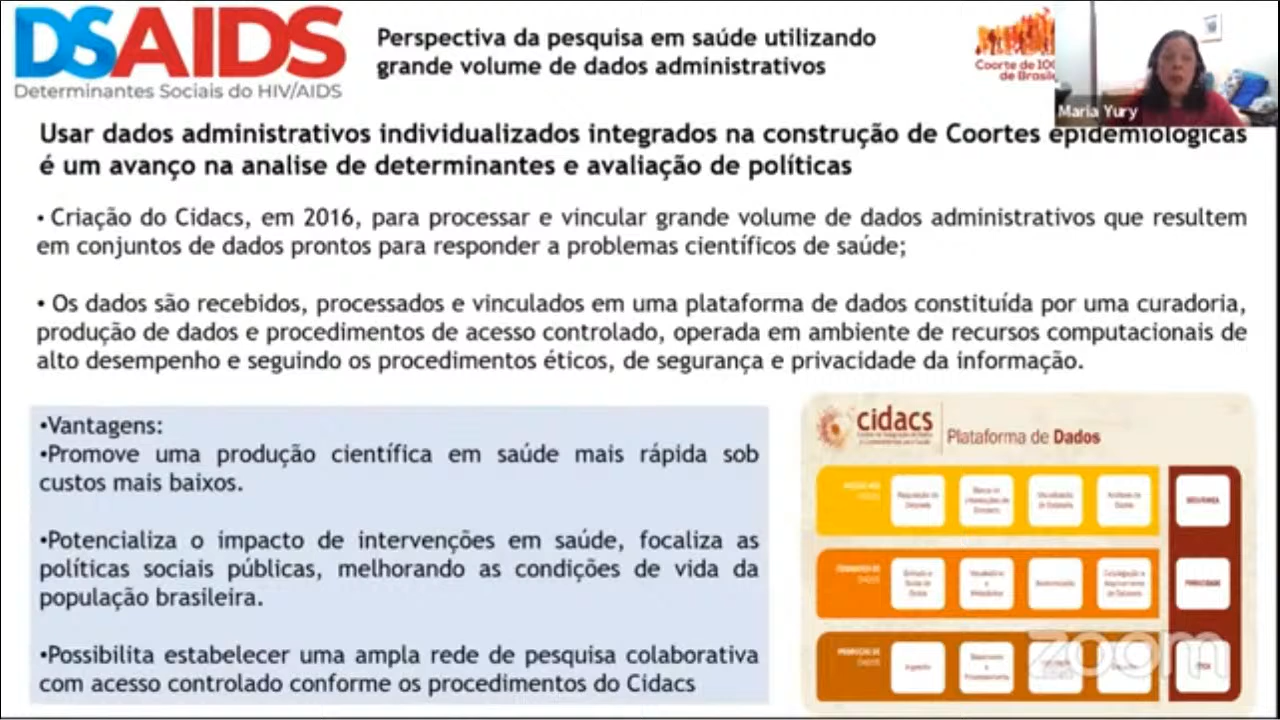 DSAIDS
Determinantes Sociais do HIV/AIDS
Perspectiva da pesquisa em saúde utilizando
grande volume de dados administrativos
Coorte de
de
Maria Yury
Usar dados administrativos individualizados integrados na construção de Coortes epidemiológicas
é um avanço na analise de determinantes e avaliação de políticas
• Criação do Cidacs, em 2016, para processar e vincular grande volume de dados administrativos que resultem
em conjuntos de dados prontos para responder a problemas científicos de saúde;
• Os dados são recebidos, processados e vinculados em uma plataforma de dados constituída por uma curadoria,
produção de dados e procedimentos de acesso controlado, operada em ambiente de recursos computacionais de
alto desempenho e seguindo os procedimentos éticos, de segurança e privacidade da informação.
•Vantagens:
•Promove uma produção científica em saúde mais rápida sob
custos mais baixos.
•Potencializa o impacto de intervenções em saúde, focaliza as
políticas sociais públicas, melhorando as condições de vida da
população brasileira.
•Possibilita estabelecer uma ampla rede de pesquisa colaborativa
com acesso controlado conforme os procedimentos do Cidacs
cidacs
Plataforma de Dados
zoom